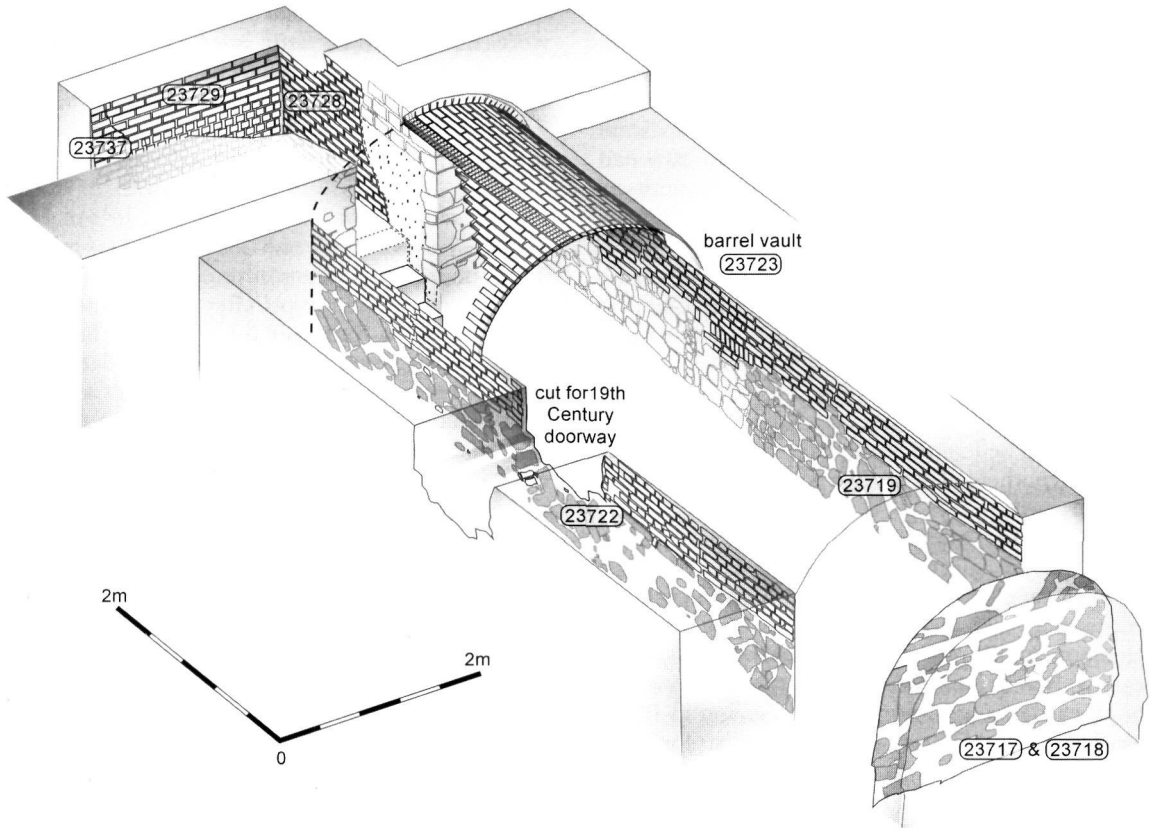 23729
23728
23737
barrel vault
23723
cut for19th
Century
doorway
23719
23722
2m
2m
0
23717 & 23718